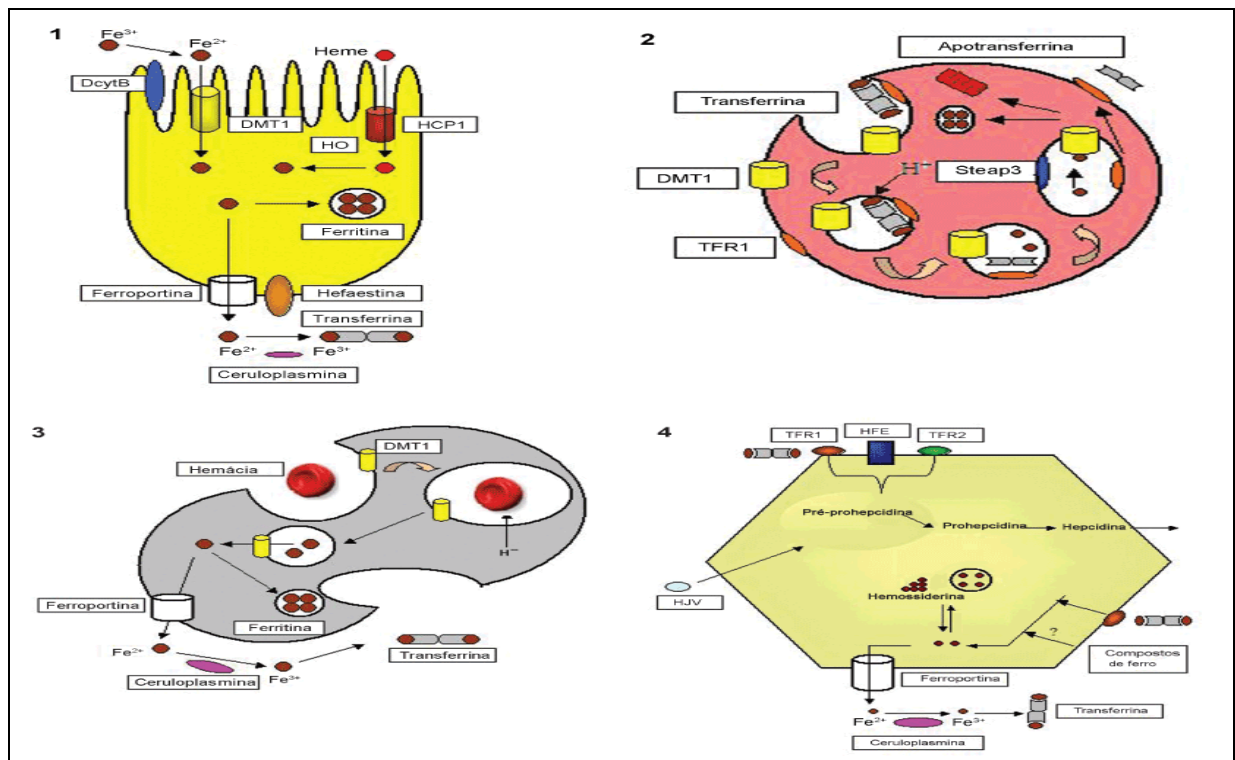 1
Fe³⁺
Fe²⁺
Heme
DcytB
DMT1
HCP1
HO
Ferritina
Ferroportina
Hefaestina
Transferrina
Fe²⁺
Fe³⁺
Ceruloplasmina
2
Apotransferrina
Transferrina
DMT1
H⁺
Steap3
TFR1
3
DMT1
Hemácia
H⁻
Ferroportina
Ferritina
Fe²⁺
Transferrina
Ceruloplasmina
Fe³⁺
4
TFR1
HFE
TFR2
Pré-prohepcidina
Prohepcidina
Hepcidina
HJV
Hemossiderina
?
Compostos
de ferro
Ferroportina
Fe²⁺
Fe³⁺
Transferrina
Ceruloplasmina